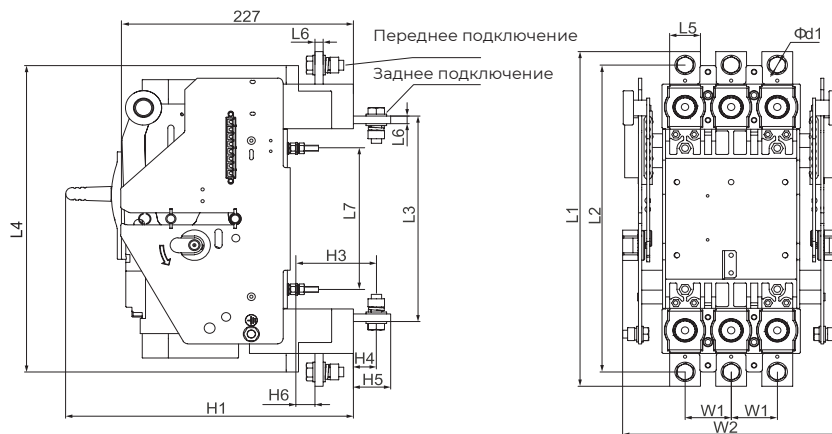 227
L6
Переднее подключение
Заднее подключение
L6
L4
L7
L3
H3
H4
H5
H6
H1
L5
Φd1
L1
L2
W1
W1
W2